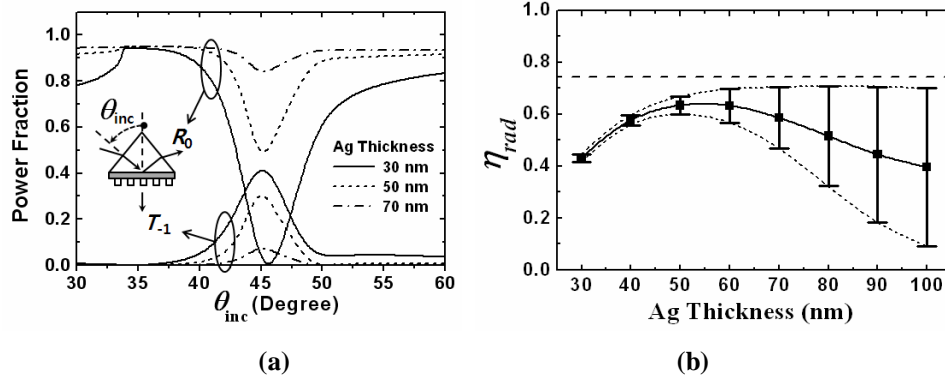 (a)
1.0
0.8
0.6
0.4
0.2
0.0
Power Fraction
30 35 40 45 50 55 60
θinc (Degree)
θinc
R0
T-1
Ag Thickness
30 nm
50 nm
70 nm
(a)
(b)
1.0
0.8
0.6
0.4
0.2
0.0
ηrad
30 40 50 60 70 80 90 100
Ag Thickness (nm)
(b)